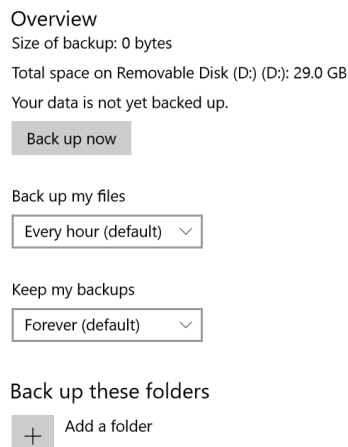 Overview
Size of backup: 0 bytes
Total space on Removable Disk (D:) (D:): 29.0 GB
Your data is not yet backed up.
Back up now
Back up my files
Every hour (default)
Keep my backups
Forever (default)
Back up these folders
Add a folder